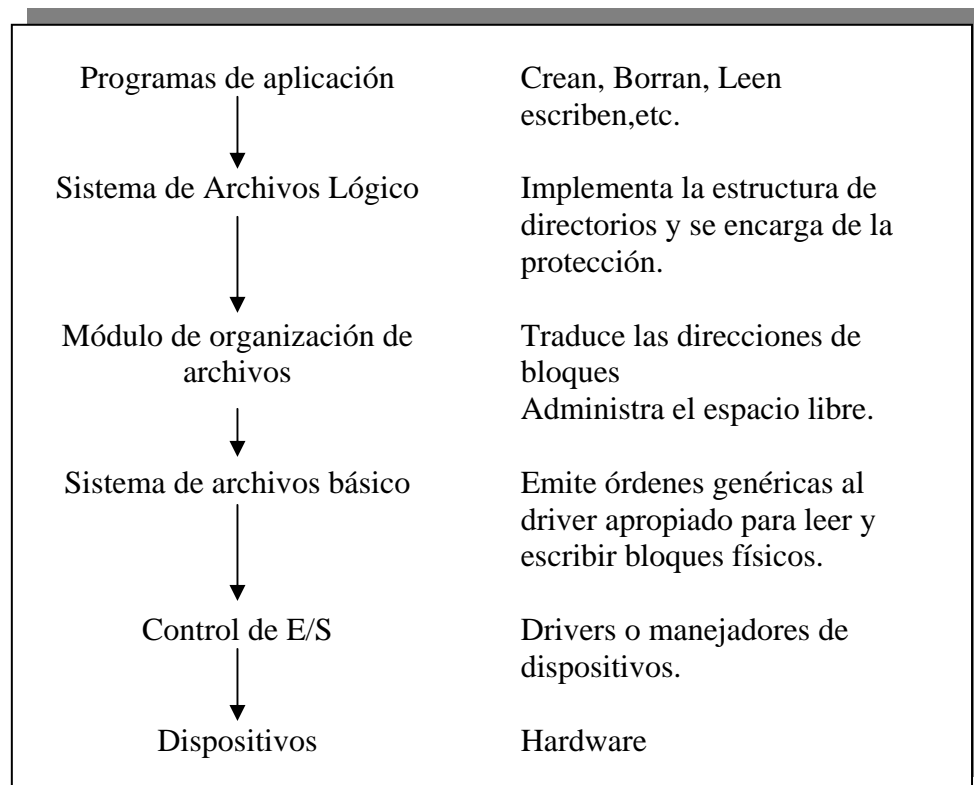 Programas de aplicación
Crean, Borran, Leen
escriben,etc.
Sistema de Archivos Lógico
Implementa la estructura de
directorios y se encarga de la
protección.
Módulo de organización de
archivos
Traduce las direcciones de
bloques
Administra el espacio libre.
Sistema de archivos básico
Emite órdenes genéricas al
driver apropiado para leer y
escribir bloques físicos.
Control de E/S
Drivers o manejadores de
dispositivos.
Dispositivos
Hardware